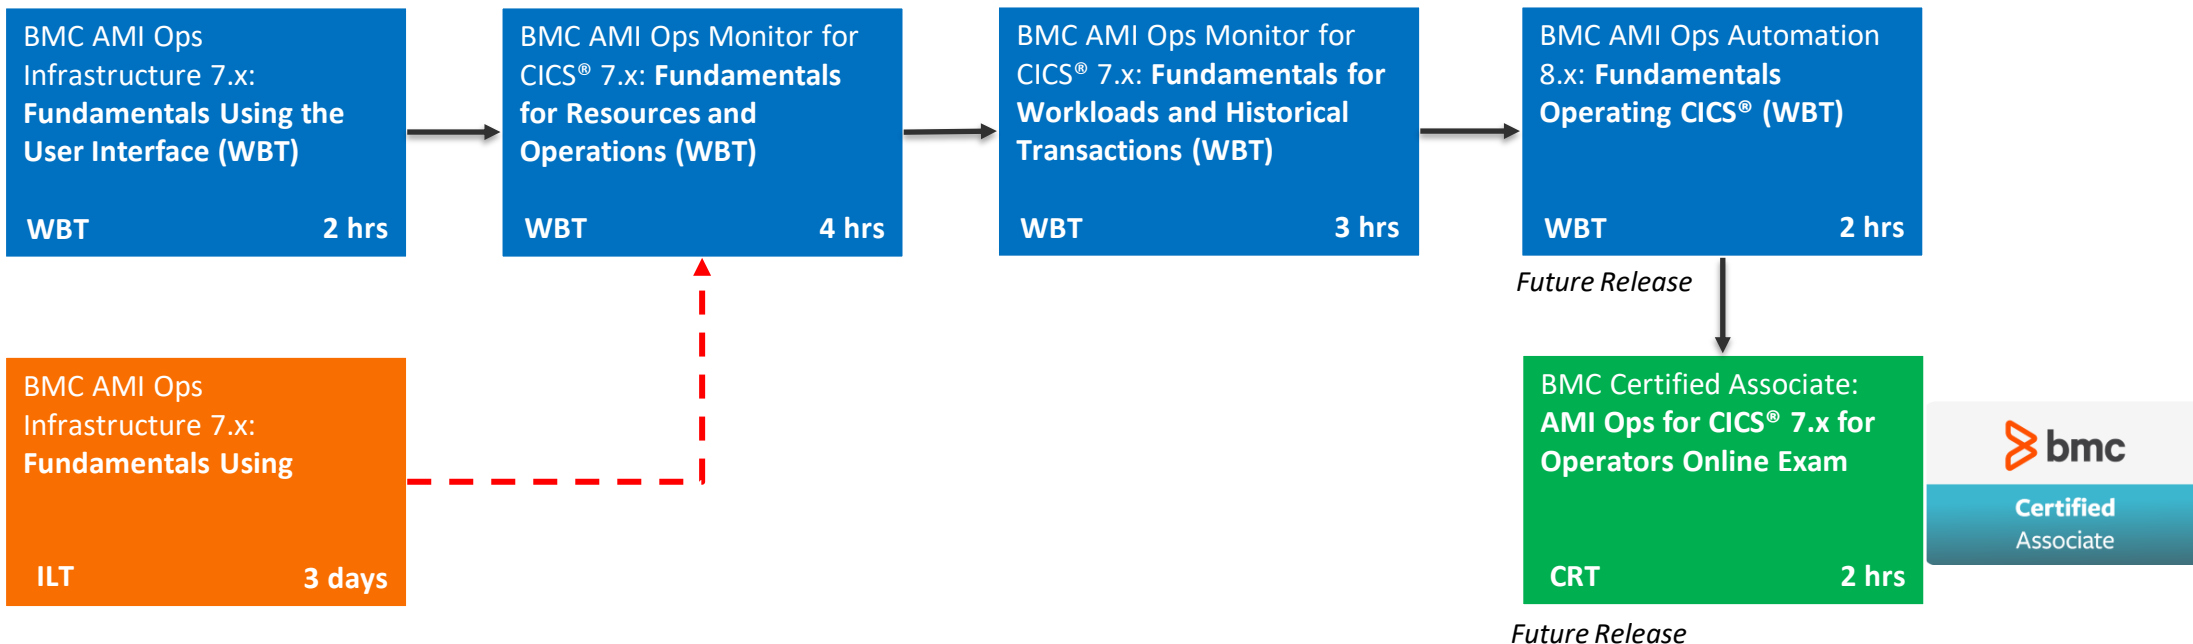 BMC AMI Ops
Infrastructure 7.x:
Fundamentals Using the
User Interface (WBT)
WBT 2 hrs
BMC AMI Ops Monitor for
CICS® 7.x: Fundamentals
for Resources and
Operations (WBT)
WBT 4 hrs
BMC AMI Ops Monitor for
CICS® 7.x: Fundamentals for
Workloads and Historical
Transactions (WBT)
WBT 3 hrs
BMC AMI Ops Automation
8.x: Fundamentals
Operating CICS® (WBT)
WBT 2 hrs
Future Release
BMC AMI Ops
Infrastructure 7.x:
Fundamentals Using
ILT 3 days
BMC Certified Associate:
AMI Ops for CICS® 7.x for
Operators Online Exam
CRT 2 hrs
Future Release
bmc
Certified
Associate